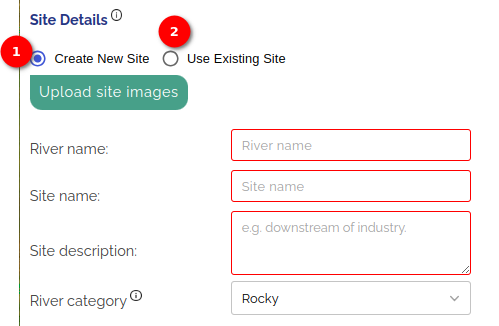 Site Details
1
2
Create New Site
Use Existing Site
Upload site images
River name:
River name
Site name:
Site name
Site description:
e.g. downstream of industry.
River category
Rocky